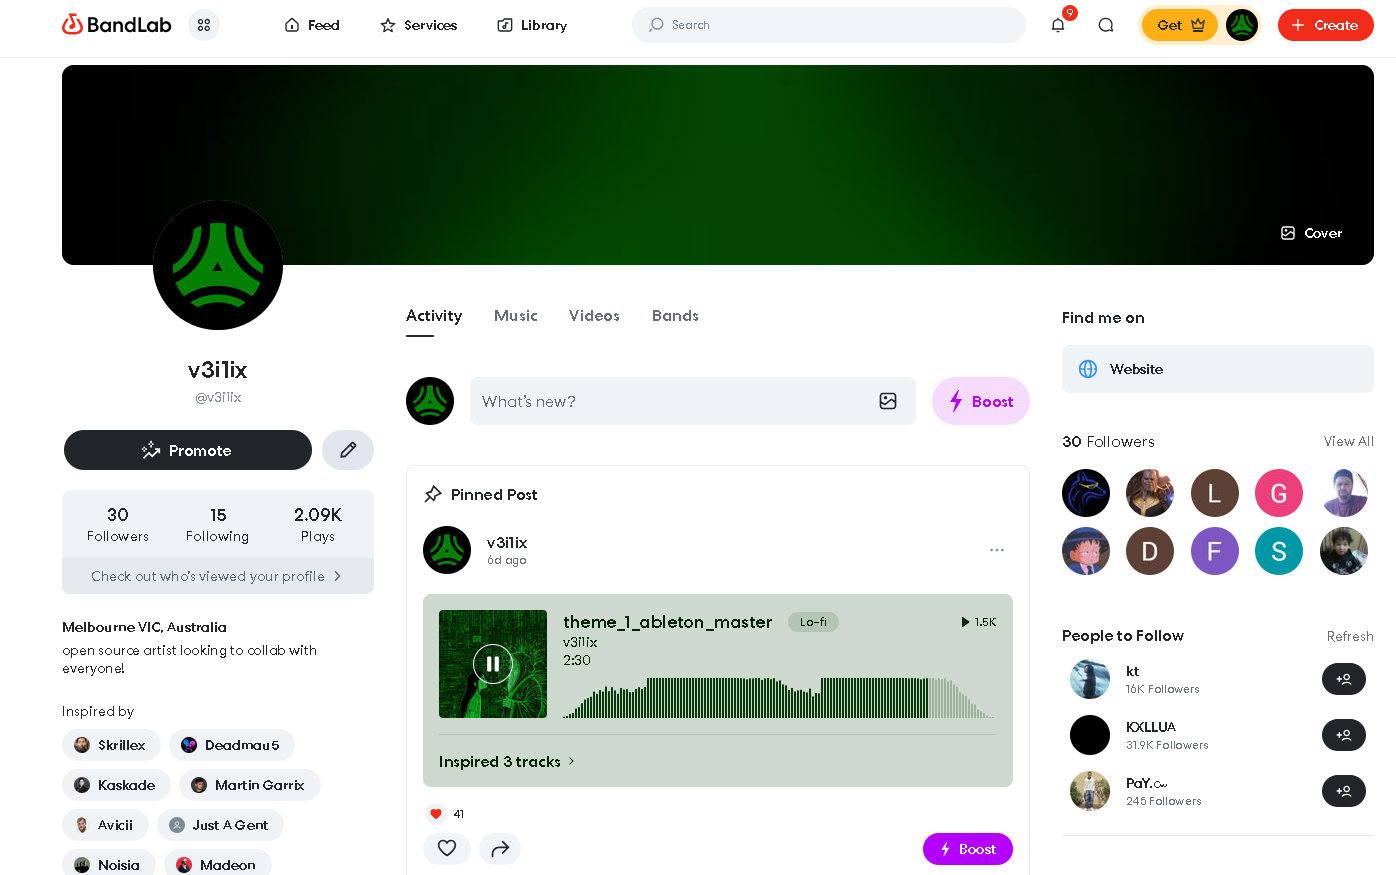 BandLab
Feed
Services
Library
Search
9
Get
Create
Cover
v3i1ix
@v3i1ix
Promote
30
Followers
15
Following
2.09K
Plays
Check out who's viewed your profile
Melbourne VIC, Australia
open source artist looking to collab with
everyone!
Inspired by
Skrillex
Deadmau5
Kaskade
Martin Garrix
Avicii
Just A Gent
Noisia
Madeon
Activity
Music
Videos
Bands
What's new?
Boost
Pinned Post
v3i1ix
6d ago
theme_1_ableton_master
Lo-fi
1.5K
v3i1ix
2:30
Inspired 3 tracks
41
Boost
Find me on
Website
30 Followers
View All
L
G
D
F
S
People to Follow
Refresh
kt
16K Followers
KXLLUA
31.9K Followers
PaY.
245 Followers